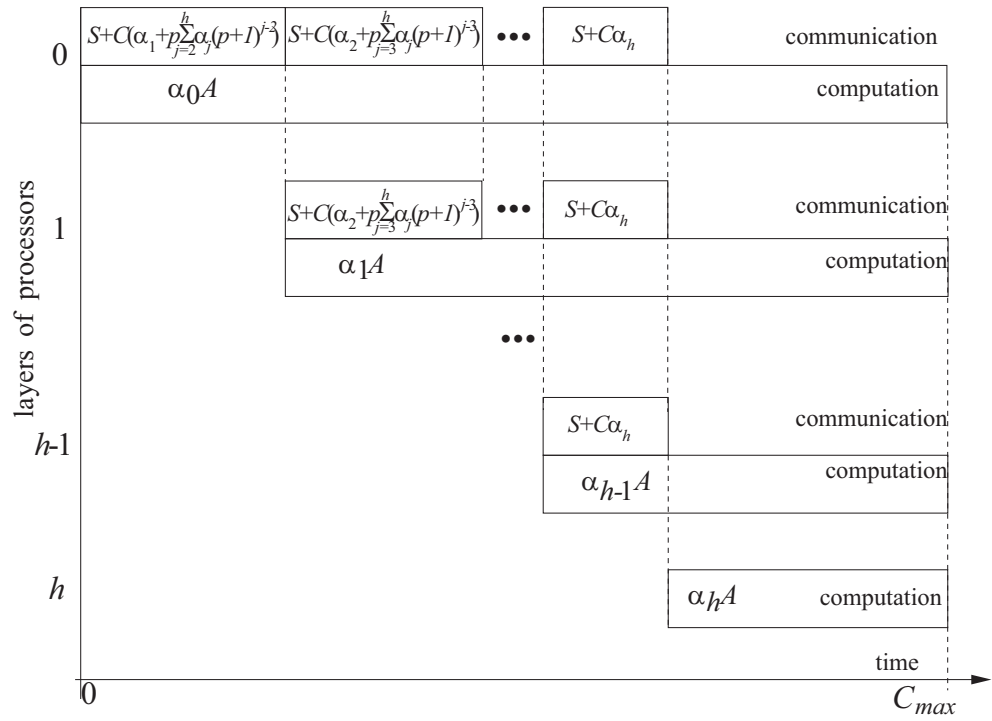 S+C(α₁+p∑ⱼ₌₂ʰαⱼ(p+1)ʲ⁻²) S+C(α₂+p∑ⱼ₌₃ʰαⱼ(p+1)ʲ⁻³) ••• S+Cαₕ communication
0
α₀A computation
layers of processors
S+C(α₂+p∑ⱼ₌₃ʰαⱼ(p+1)ʲ⁻³) ••• S+Cαₕ communication
1
α₁A computation
•••
S+Cαₕ communication
h-1
αₕ₋₁A computation
h
αₕA computation
time
0 Cₘₐₓ